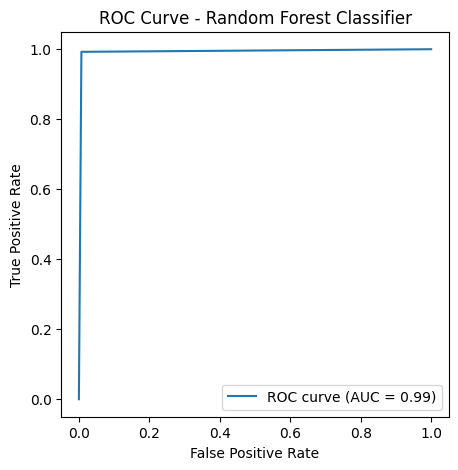 ROC Curve - Random Forest Classifier
1.0
0.8
0.6
0.4
0.2
0.0
True Positive Rate
ROC curve (AUC = 0.99)
0.0 0.2 0.4 0.6 0.8 1.0
False Positive Rate